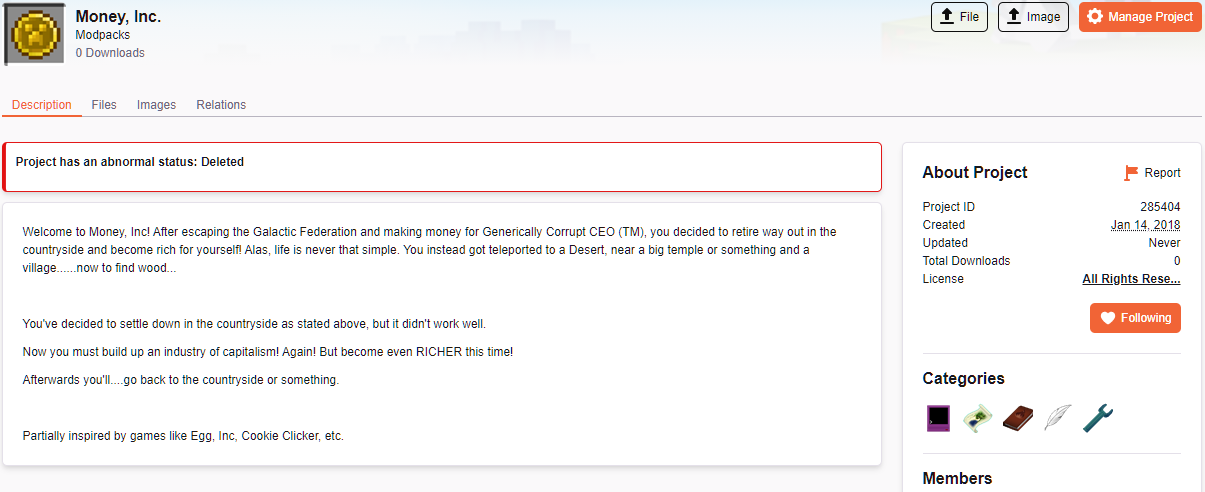 Money, Inc.
Modpacks
0 Downloads
File
Image
Manage Project
Description
Files
Images
Relations
Project has an abnormal status: Deleted
Welcome to Money, Inc! After escaping the Galactic Federation and making money for Generically Corrupt CEO (TM), you decided to retire way out in the
countryside and become rich for yourself! Alas, life is never that simple. You instead got teleported to a Desert, near a big temple or something and a
village......now to find wood...
You've decided to settle down in the countryside as stated above, but it didn't work well.
Now you must build up an industry of capitalism! Again! But become even RICHER this time!
Afterwards you'll....go back to the countryside or something.
Partially inspired by games like Egg, Inc, Cookie Clicker, etc.
About Project
Report
Project ID 285404
Created Jan 14, 2018
Updated Never
Total Downloads 0
License All Rights Rese...
Following
Categories
Members